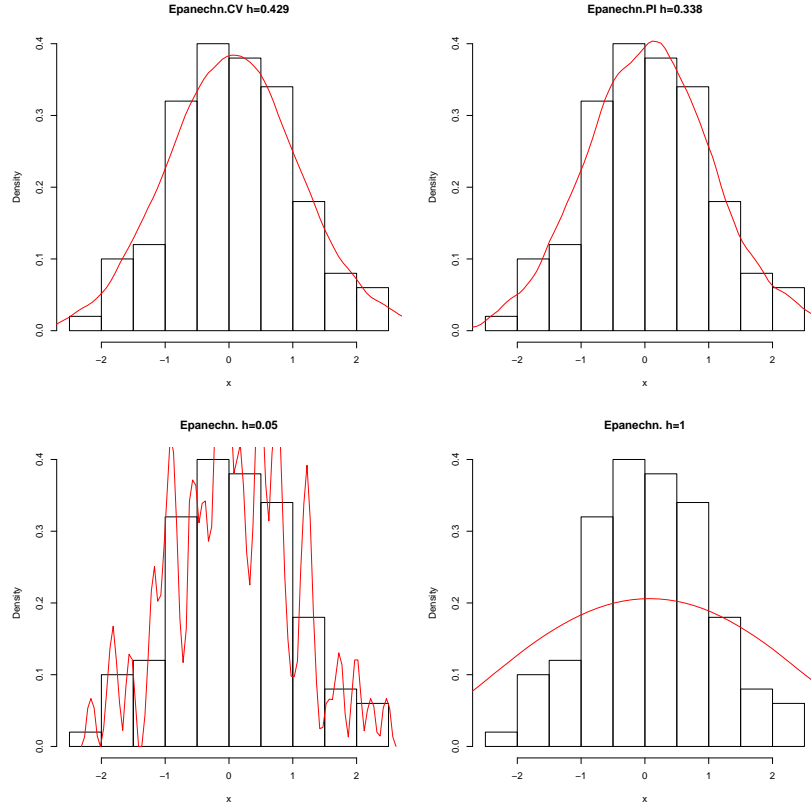 Epanechn.CV h=0.429
Density
0.0 0.1 0.2 0.3 0.4
−2 −1 0 1 2
x
Epanechn.PI h=0.338
Density
0.0 0.1 0.2 0.3 0.4
−2 −1 0 1 2
x
Epanechn. h=0.05
Density
0.0 0.1 0.2 0.3 0.4
−2 −1 0 1 2
x
Epanechn. h=1
Density
0.0 0.1 0.2 0.3 0.4
−2 −1 0 1 2
x